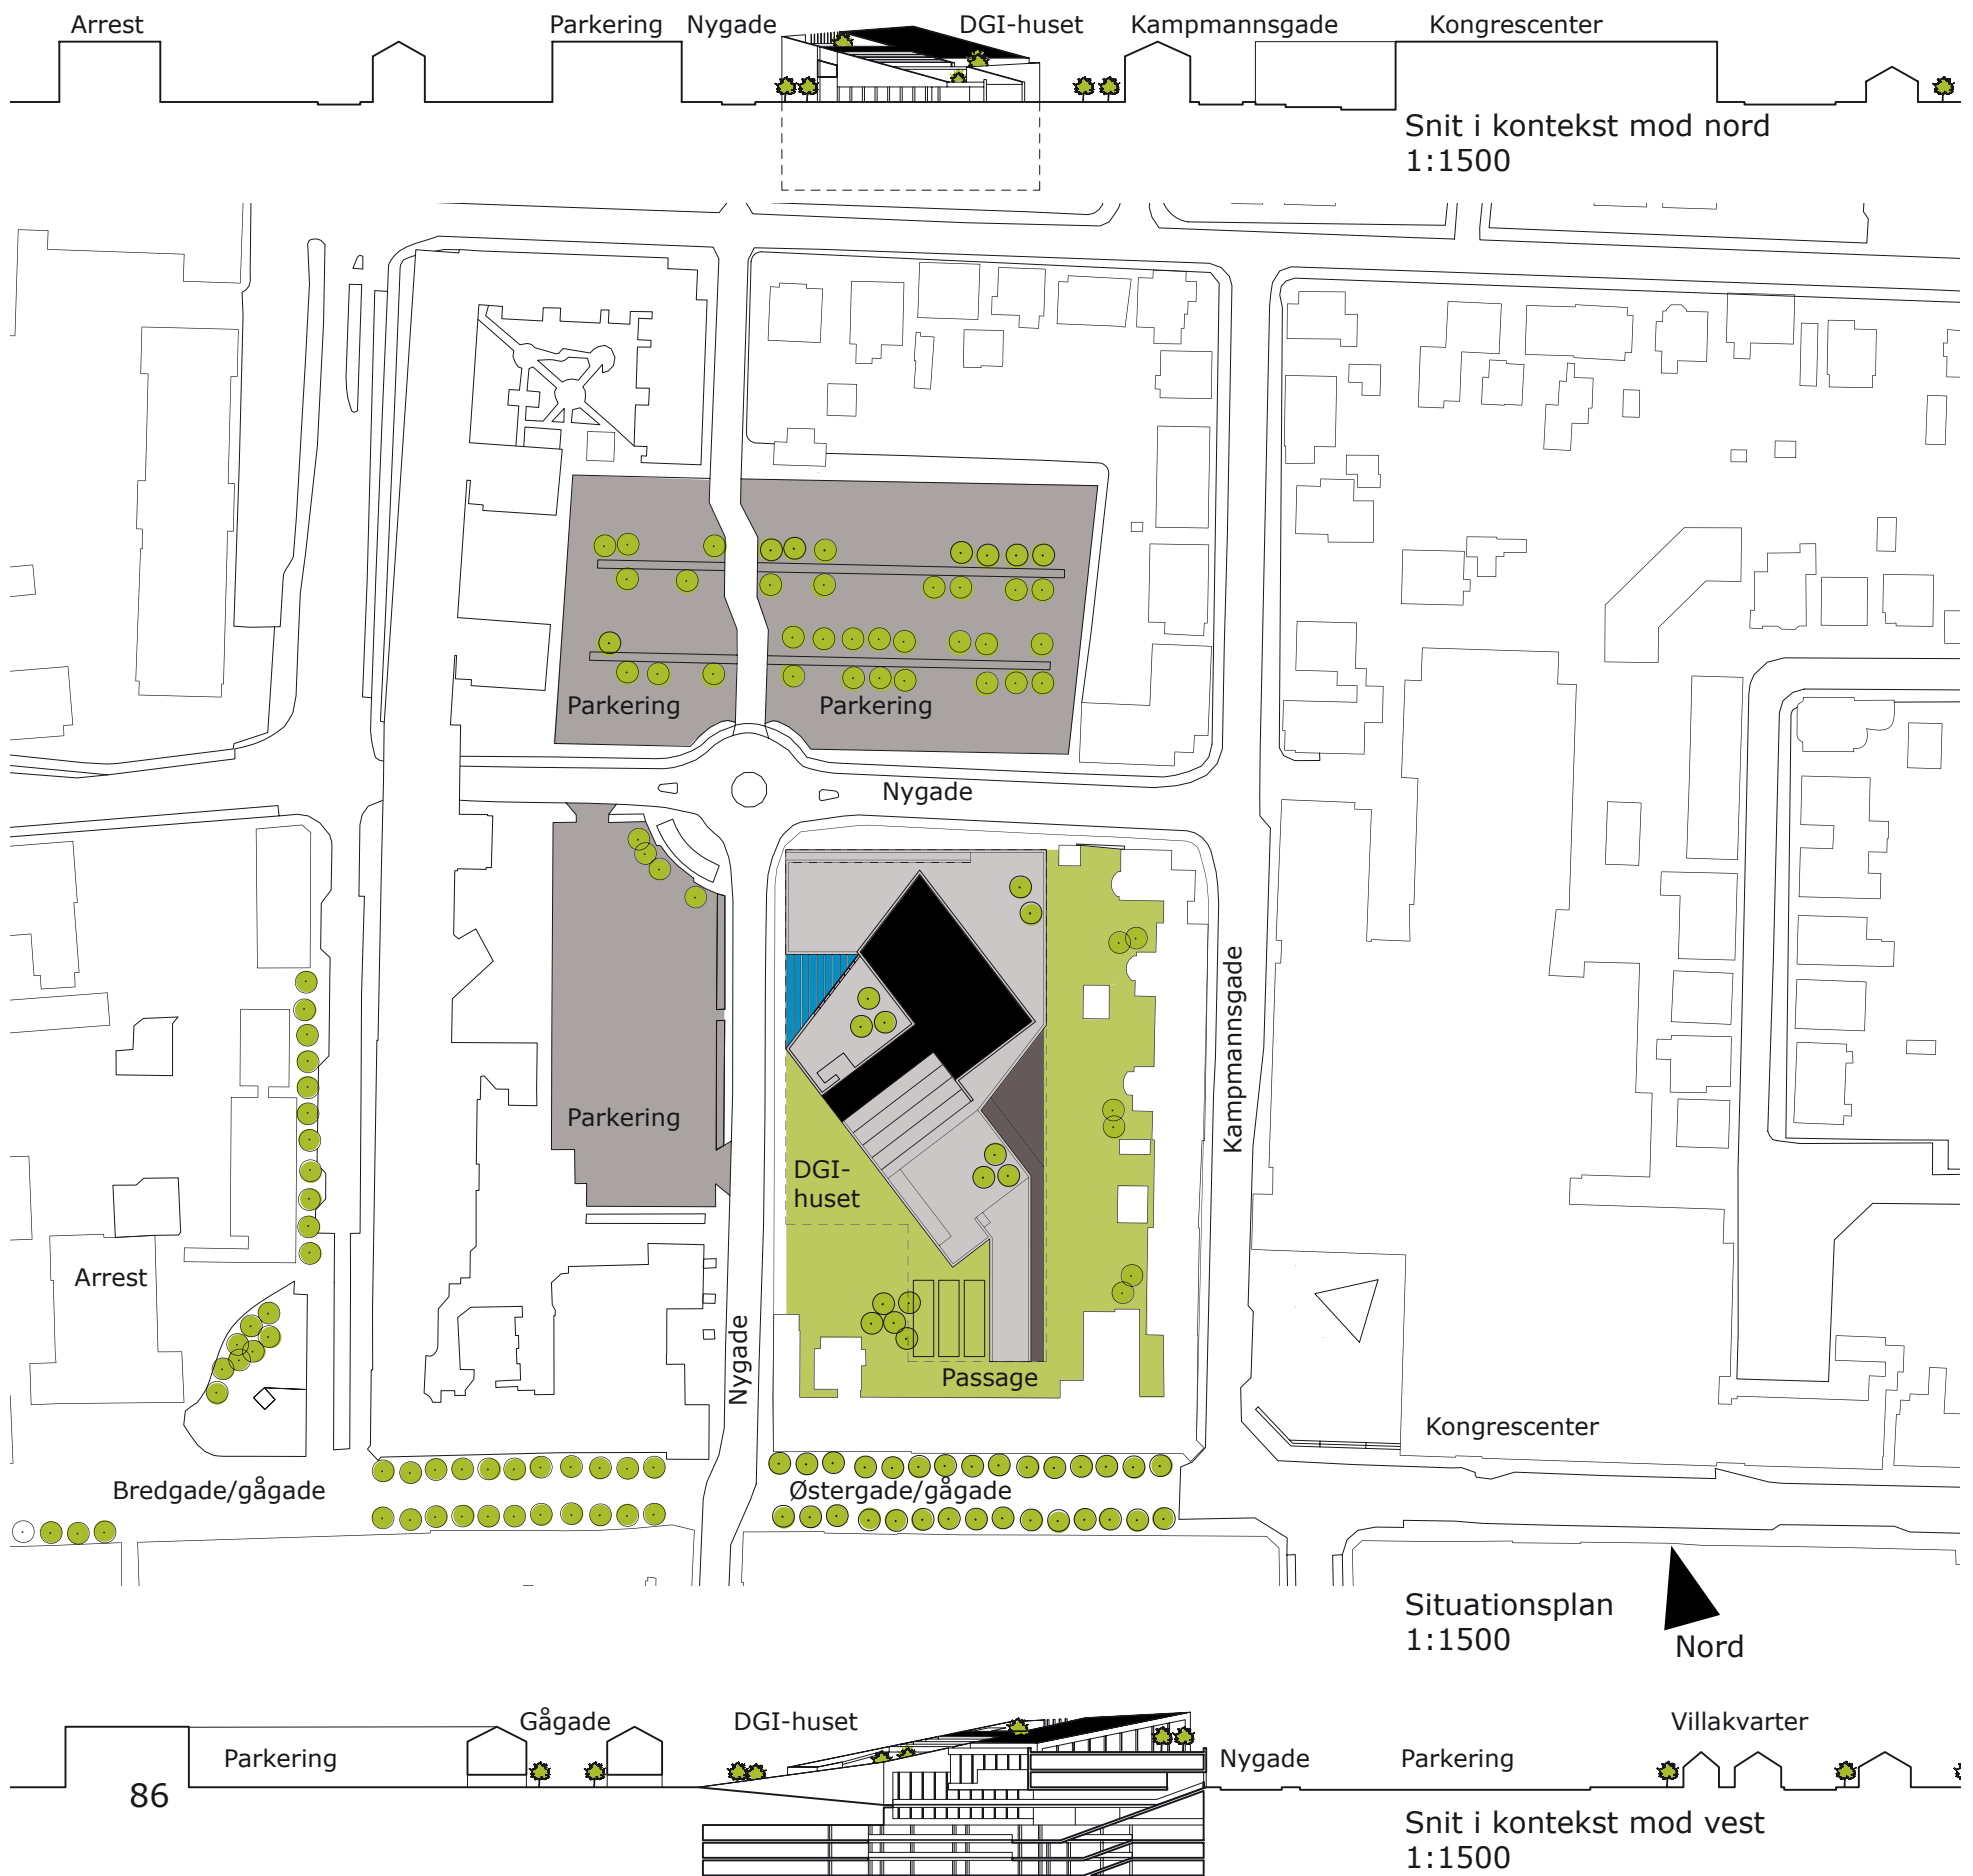 Arrest
Parkering
Nygade
DGI-huset
Kampmannsgade
Kongrescenter
Snit i kontekst mod nord
1:1500
Parkering
Parkering
Nygade
Kampmannsgade
Parkering
DGI-
huset
Arrest
Nygade
Passage
Kongrescenter
Bredgade/gågade
Østergade/gågade
Situationsplan
1:1500
Nord
Gågade
DGI-huset
Villakvarter
Parkering
Nygade
Parkering
86
Snit i kontekst mod vest
1:1500